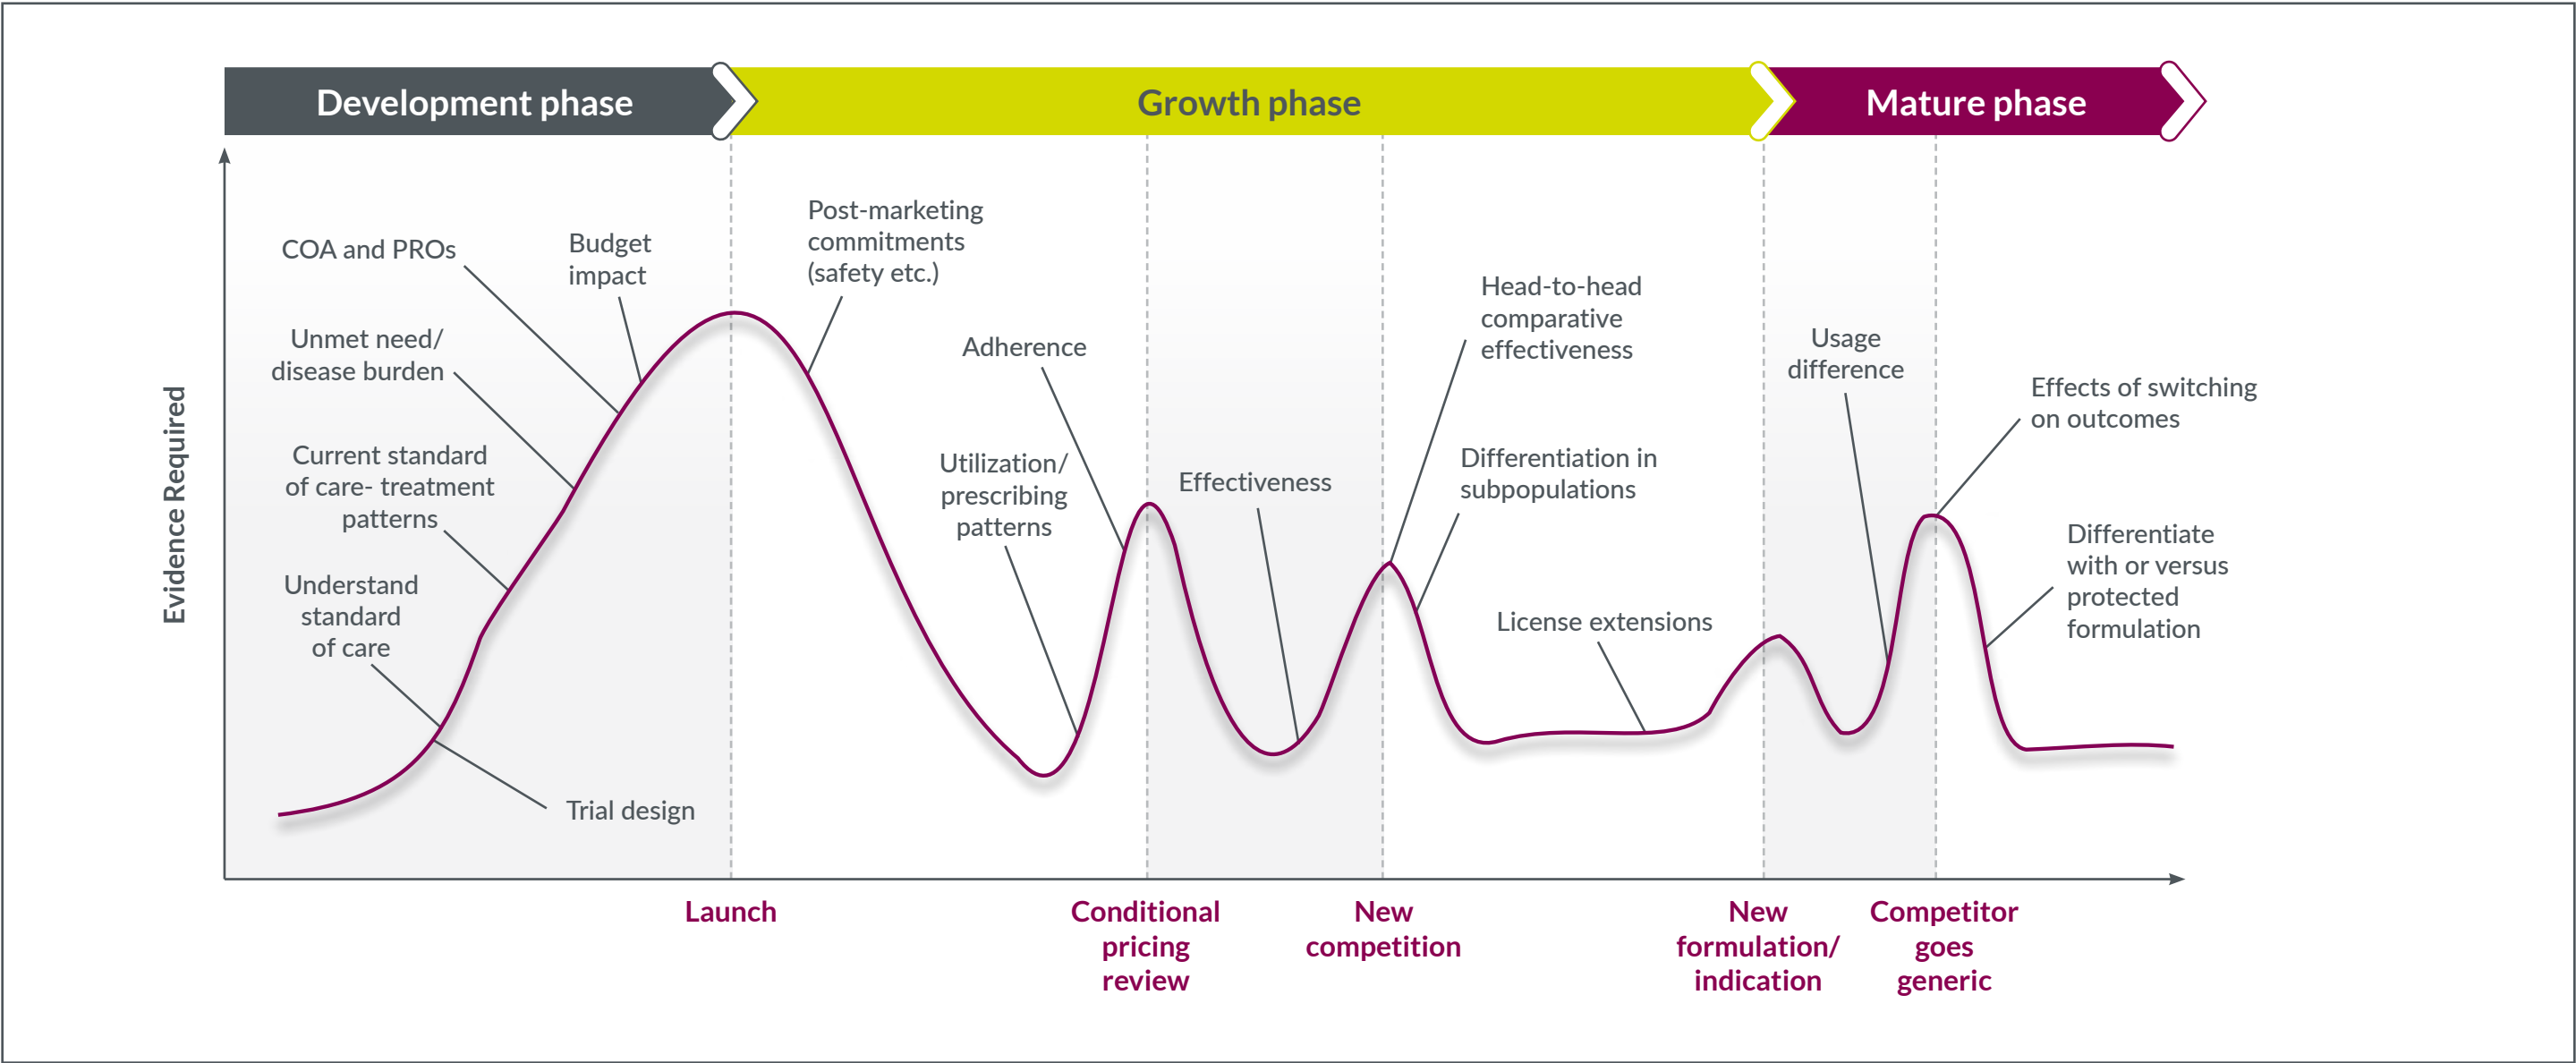 Development phase
Growth phase
Mature phase
Evidence Required
COA and PROs
Budget
impact
Unmet need/
disease burden
Current standard
of care- treatment
patterns
Understand
standard
of care
Trial design
Post-marketing
commitments
(safety etc.)
Adherence
Utilization/
prescribing
patterns
Effectiveness
Head-to-head
comparative
effectiveness
Differentiation in
subpopulations
License extensions
Usage
difference
Effects of switching
on outcomes
Differentiate
with or versus
protected
formulation
Launch
Conditional
pricing
review
New
competition
New
formulation/
indication
Competitor
goes
generic